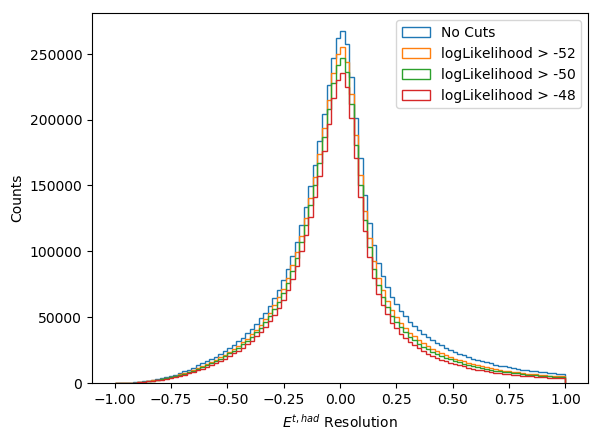 No Cuts
logLikelihood > -52
logLikelihood > -50
logLikelihood > -48
250000
200000
150000
100000
50000
0
Counts
−1.00 −0.75 −0.50 −0.25 0.00 0.25 0.50 0.75 1.00
E^{t,had} Resolution